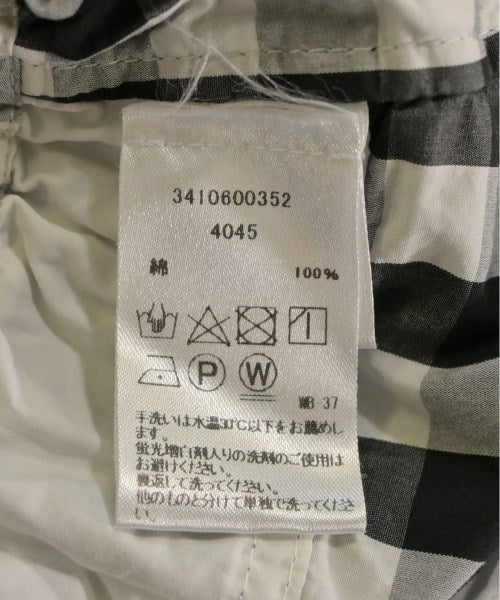 3410600352
4045
綿 100%
P W
WB 37
手洗いは水温30℃以下をお薦めし
ます。
蛍光増白剤入りの洗剤のご使用は
お避けください。
裏返して洗ってください。
他のものと分けて単独で洗ってくださ
い。